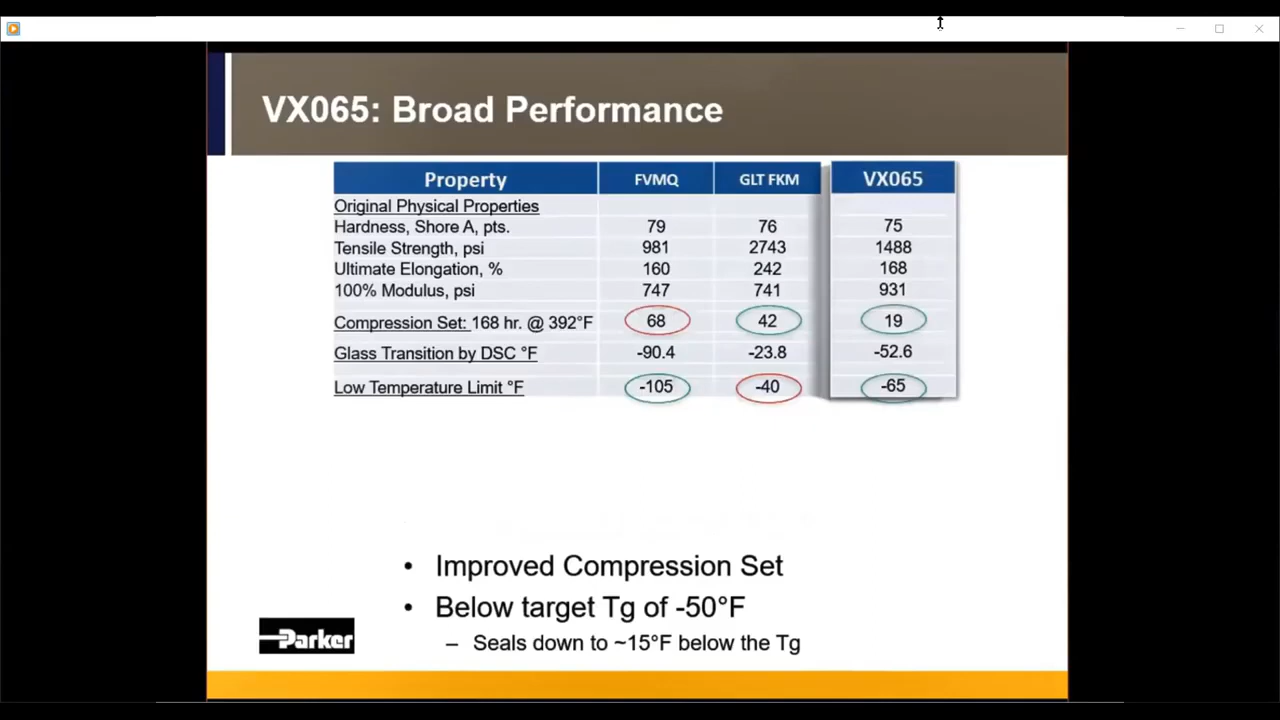 VX065: Broad Performance
Property FVMQ GLT FKM VX065
Original Physical Properties
Hardness, Shore A, pts. 79 76 75
Tensile Strength, psi 981 2743 1488
Ultimate Elongation, % 160 242 168
100% Modulus, psi 747 741 931
Compression Set: 168 hr. @ 392°F 68 42 19
Glass Transition by DSC °F -90.4 -23.8 -52.6
Low Temperature Limit °F -105 -40 -65
• Improved Compression Set
• Below target Tg of -50°F
– Seals down to ~15°F below the Tg
Parker